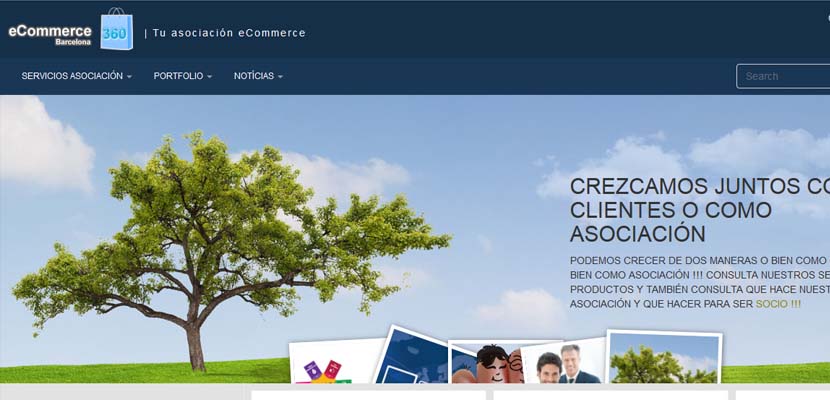 eCommerce
Barcelona
360
| Tu asociación eCommerce
SERVICIOS ASOCIACIÓN
PORTFOLIO
NOTÍCIAS
Search
CREZCAMOS JUNTOS CO
CLIENTES O COMO
ASOCIACIÓN
PODEMOS CRECER DE DOS MANERAS O BIEN COMO
BIEN COMO ASOCIACIÓN !!! CONSULTA NUESTROS SE
PRODUCTOS Y TAMBIÉN CONSULTA QUE HACE NUEST
ASOCIACIÓN Y QUE HACER PARA SER SOCIO !!!